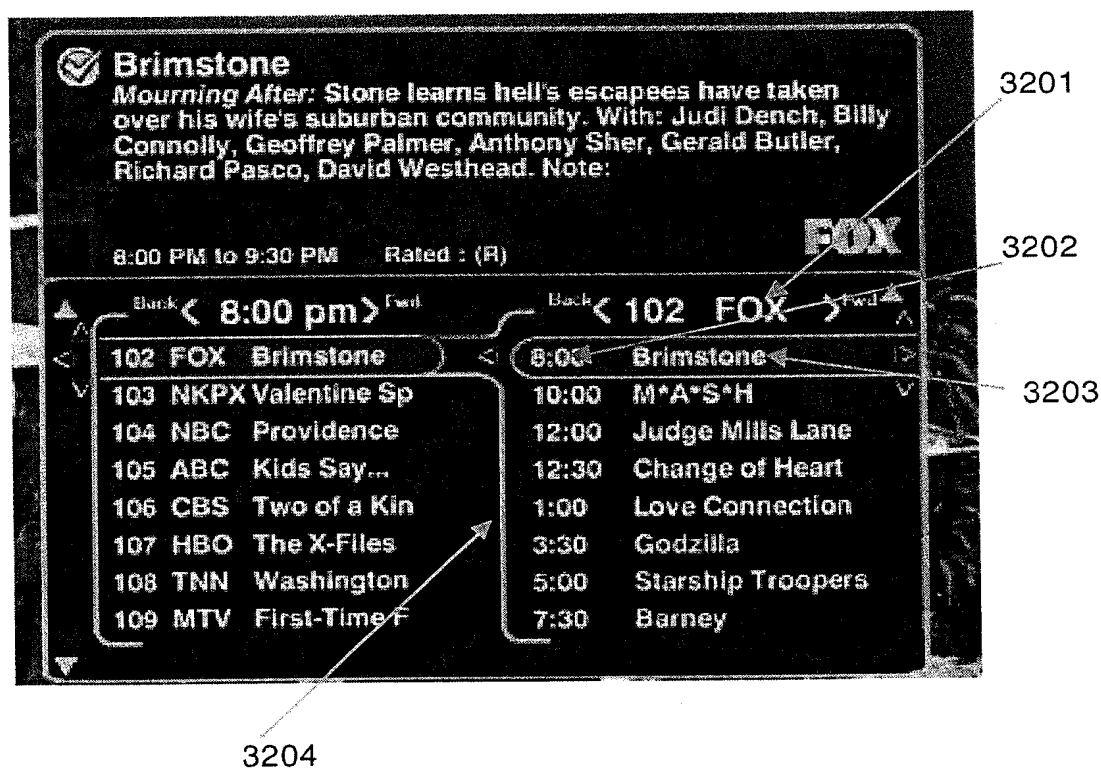 Brimstone
Mourning After: Stone learns hell's escapees have taken
over his wife's suburban community. With: Judi Dench, Billy
Connolly, Geoffrey Palmer, Anthony Sher, Gerald Butler,
Richard Pasco, David Westhead. Note:
FOX
8:00 PM to 9:30 PM Rated : (R)
Back < 8:00 pm > Fwd
Back < 102 FOX > Fwd
102 FOX Brimstone
8:00 Brimstone
103 NKPX Valentine Sp
10:00 M*A*S*H
104 NBC Providence
12:00 Judge Mills Lane
105 ABC Kids Say...
12:30 Change of Heart
106 CBS Two of a Kin
1:00 Love Connection
107 HBO The X-Files
3:30 Godzilla
108 TNN Washington
5:00 Starship Troopers
109 MTV First-Time F
7:30 Barney
3201
3202
3203
3204